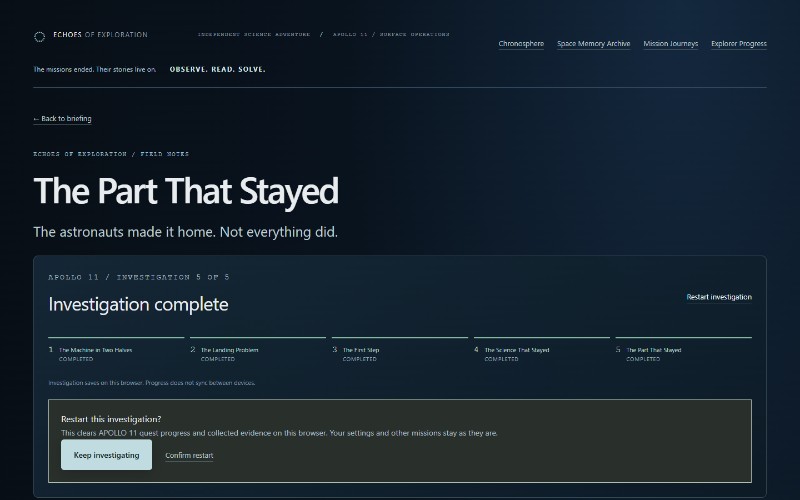 ECHOES OF EXPLORATION
INDEPENDENT SCIENCE ADVENTURE / APOLLO 11 / SURFACE OPERATIONS
Chronosphere Space Memory Archive Mission Journeys Explorer Progress
The missions ended. Their stories live on. OBSERVE. READ. SOLVE.
← Back to briefing
ECHOES OF EXPLORATION / FIELD NOTES
The Part That Stayed
The astronauts made it home. Not everything did.
APOLLO 11 / INVESTIGATION 5 OF 5
Investigation complete
Restart investigation
1 The Machine in Two Halves
COMPLETED
2 The Landing Problem
COMPLETED
3 The First Step
COMPLETED
4 The Science That Stayed
COMPLETED
5 The Part That Stayed
COMPLETED
Investigation saves on this browser. Progress does not sync between devices.
Restart this investigation?
This clears APOLLO 11 quest progress and collected evidence on this browser. Your settings and other missions stay as they are.
Keep investigating
Confirm restart